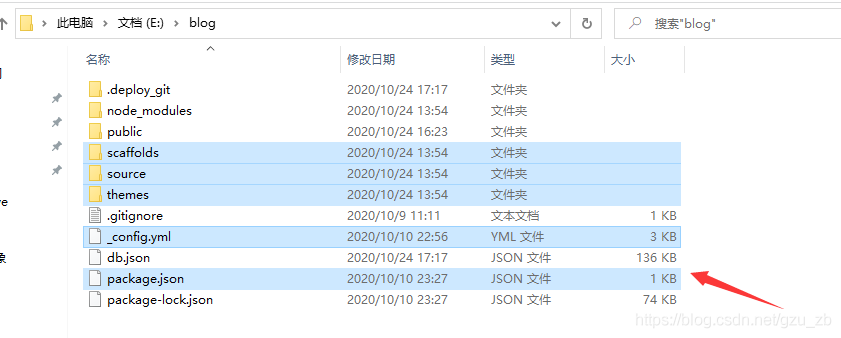 此电脑 > 文档 (E:) > blog 搜索"blog"
名称 修改日期 类型 大小
.deploy_git 2020/10/24 17:17 文件夹
node_modules 2020/10/24 13:54 文件夹
public 2020/10/24 16:23 文件夹
scaffolds 2020/10/24 13:54 文件夹
source 2020/10/24 13:54 文件夹
themes 2020/10/24 13:54 文件夹
.gitignore 2020/10/9 11:11 文本文档 1 KB
_config.yml 2020/10/10 22:56 YML 文件 3 KB
db.json 2020/10/24 17:17 JSON 文件 136 KB
package.json 2020/10/10 23:27 JSON 文件 1 KB
package-lock.json 2020/10/10 23:27 JSON 文件 74 KB
https://blog.csdn.net/gzu_zb